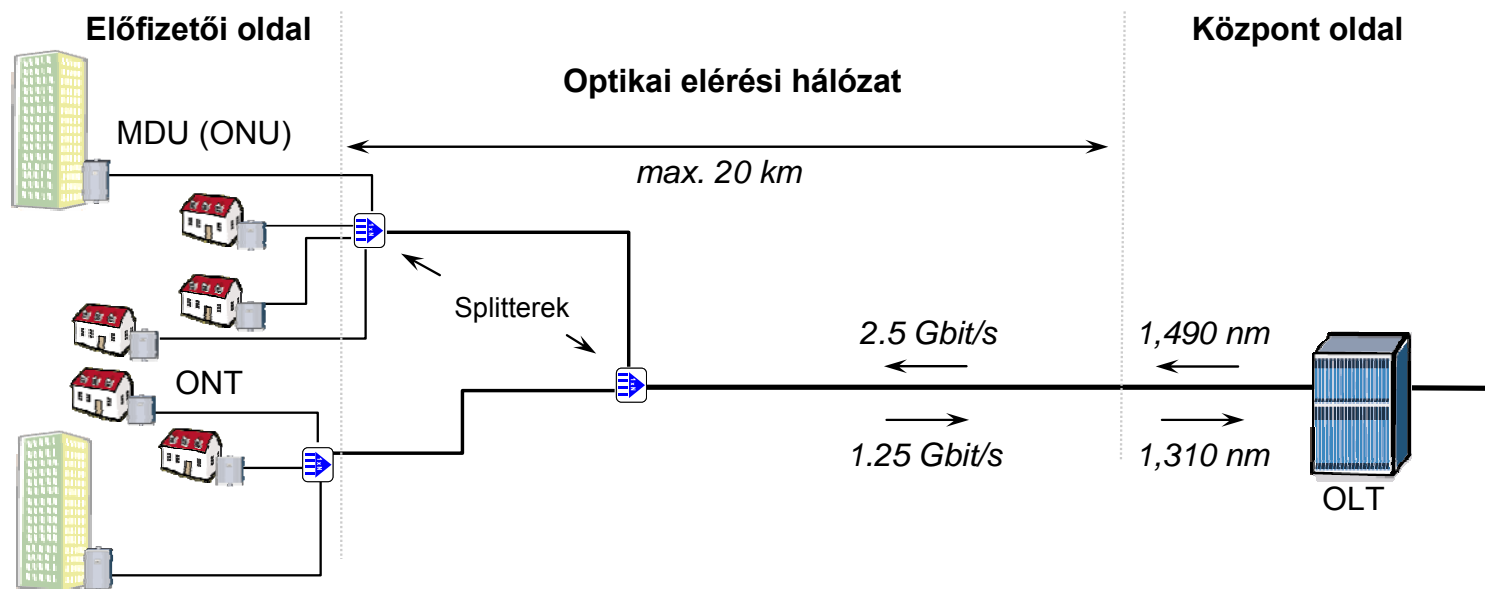 Előfizetői oldal
Központ oldal
Optikai elérési hálózat
MDU (ONU)
max. 20 km
Splitterek
2.5 Gbit/s
1,490 nm
ONT
1.25 Gbit/s
1,310 nm
OLT